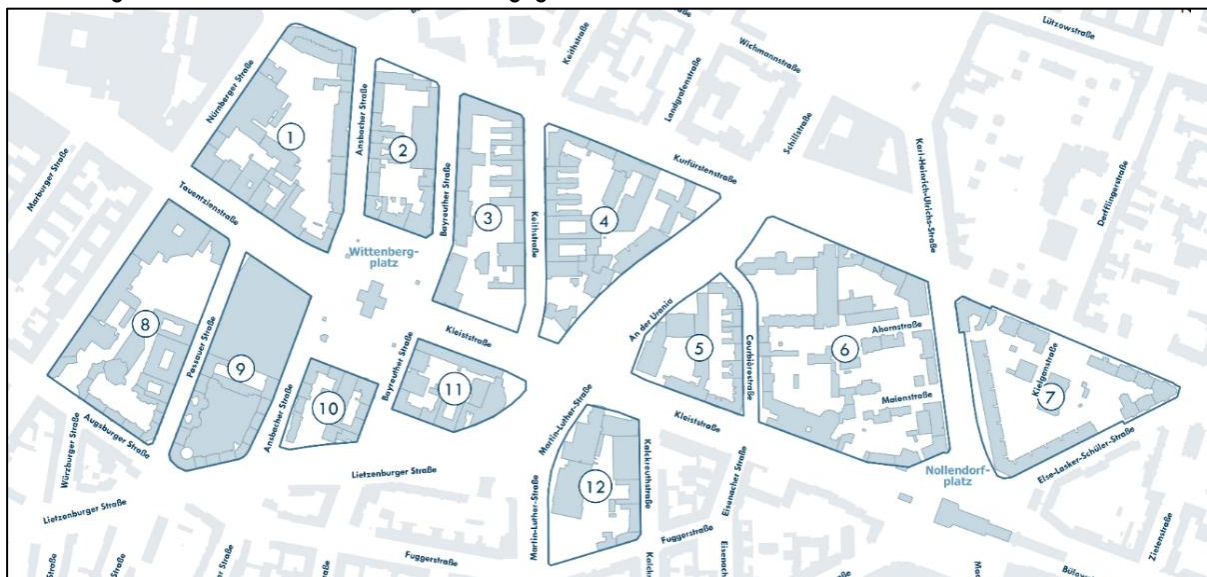 Lützowstraße
Keithstraße
Wichmannstraße
Landgrafenstraße
Schillstraße
Nürnberger Straße
Ansbacher Straße
Karl-Heinrich-Ulrichs-Straße
Derfflingerstraße
1
2
Kurfürstenstraße
Marburger Straße
Tauentzienstraße
Bayreuther Straße
3
Keithstraße
4
Wittenberg-
platz
8
Passauer Straße
9
Kleiststraße
An der Urania
5
Courbièrestraße
6
Ahornstraße
Maienstraße
Kielganstraße
7
Bayreuther Straße
11
10
Ansbacher Straße
Augsburger Straße
Würzburger Straße
Martin-Luther-Straße
Kleiststraße
Else-Lasker-Schüler-Straße
Nollendorf-
platz
Lietzenburger Straße
12
Kalckreuthstraße
Eisenacher Straße
Martin-Luther-Straße
Lietzenburger Straße
Fuggerstraße
Fuggerstraße
Zietenstraße